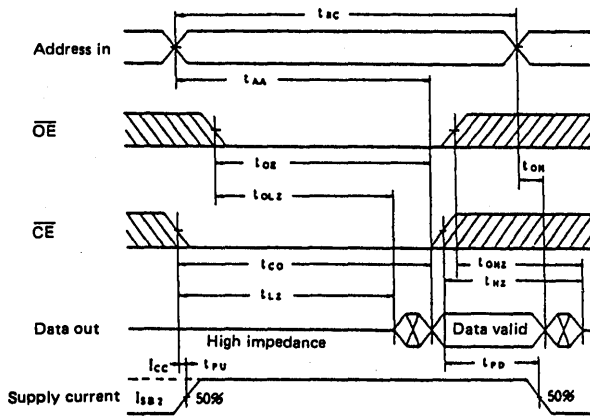 tRC
Address in
tAA
OE
tOE
tOH
tOLZ
CE
tCO
tOHZ
tLZ
tHZ
Data out
High impedance
Data valid
ICC
tPU
tPD
Supply current
ISB2
50%
50%